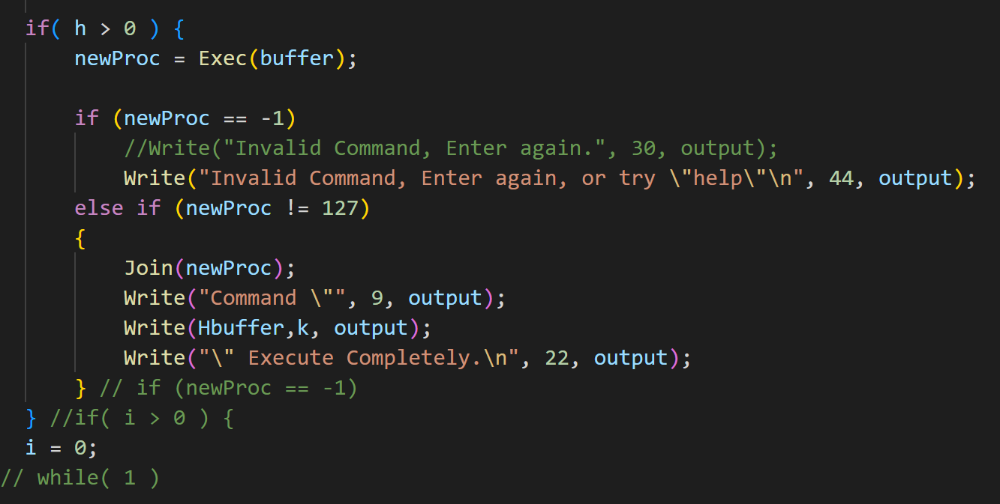 if( h > 0 ) {
newProc = Exec(buffer);
if (newProc == -1)
//Write("Invalid Command, Enter again.", 30, output);
Write("Invalid Command, Enter again, or try \"help\"\n", 44, output);
else if (newProc != 127)
{
Join(newProc);
Write("Command \"", 9, output);
Write(Hbuffer,k, output);
Write("\" Execute Completely.\n", 22, output);
} // if (newProc == -1)
} //if( i > 0 ) {
i = 0;
// while( 1 )